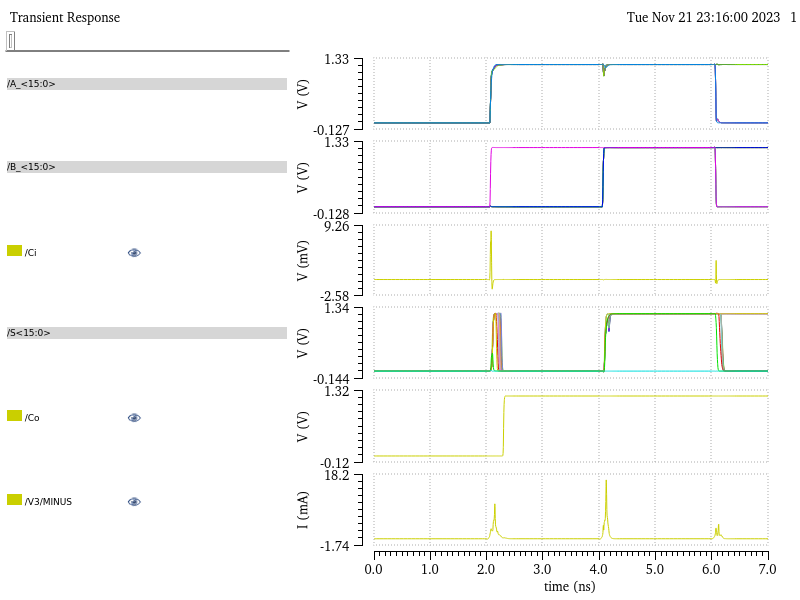 Transient Response
Tue Nov 21 23:16:00 2023 1
/A_<15:0>
V (V)
1.33
-0.127
/B_<15:0>
V (V)
1.33
-0.128
/Ci
V (mV)
9.26
-2.58
/S<15:0>
V (V)
1.34
-0.144
/Co
V (V)
1.32
-0.12
/V3/MINUS
I (mA)
18.2
-1.74
0.0 1.0 2.0 3.0 4.0 5.0 6.0 7.0
time (ns)